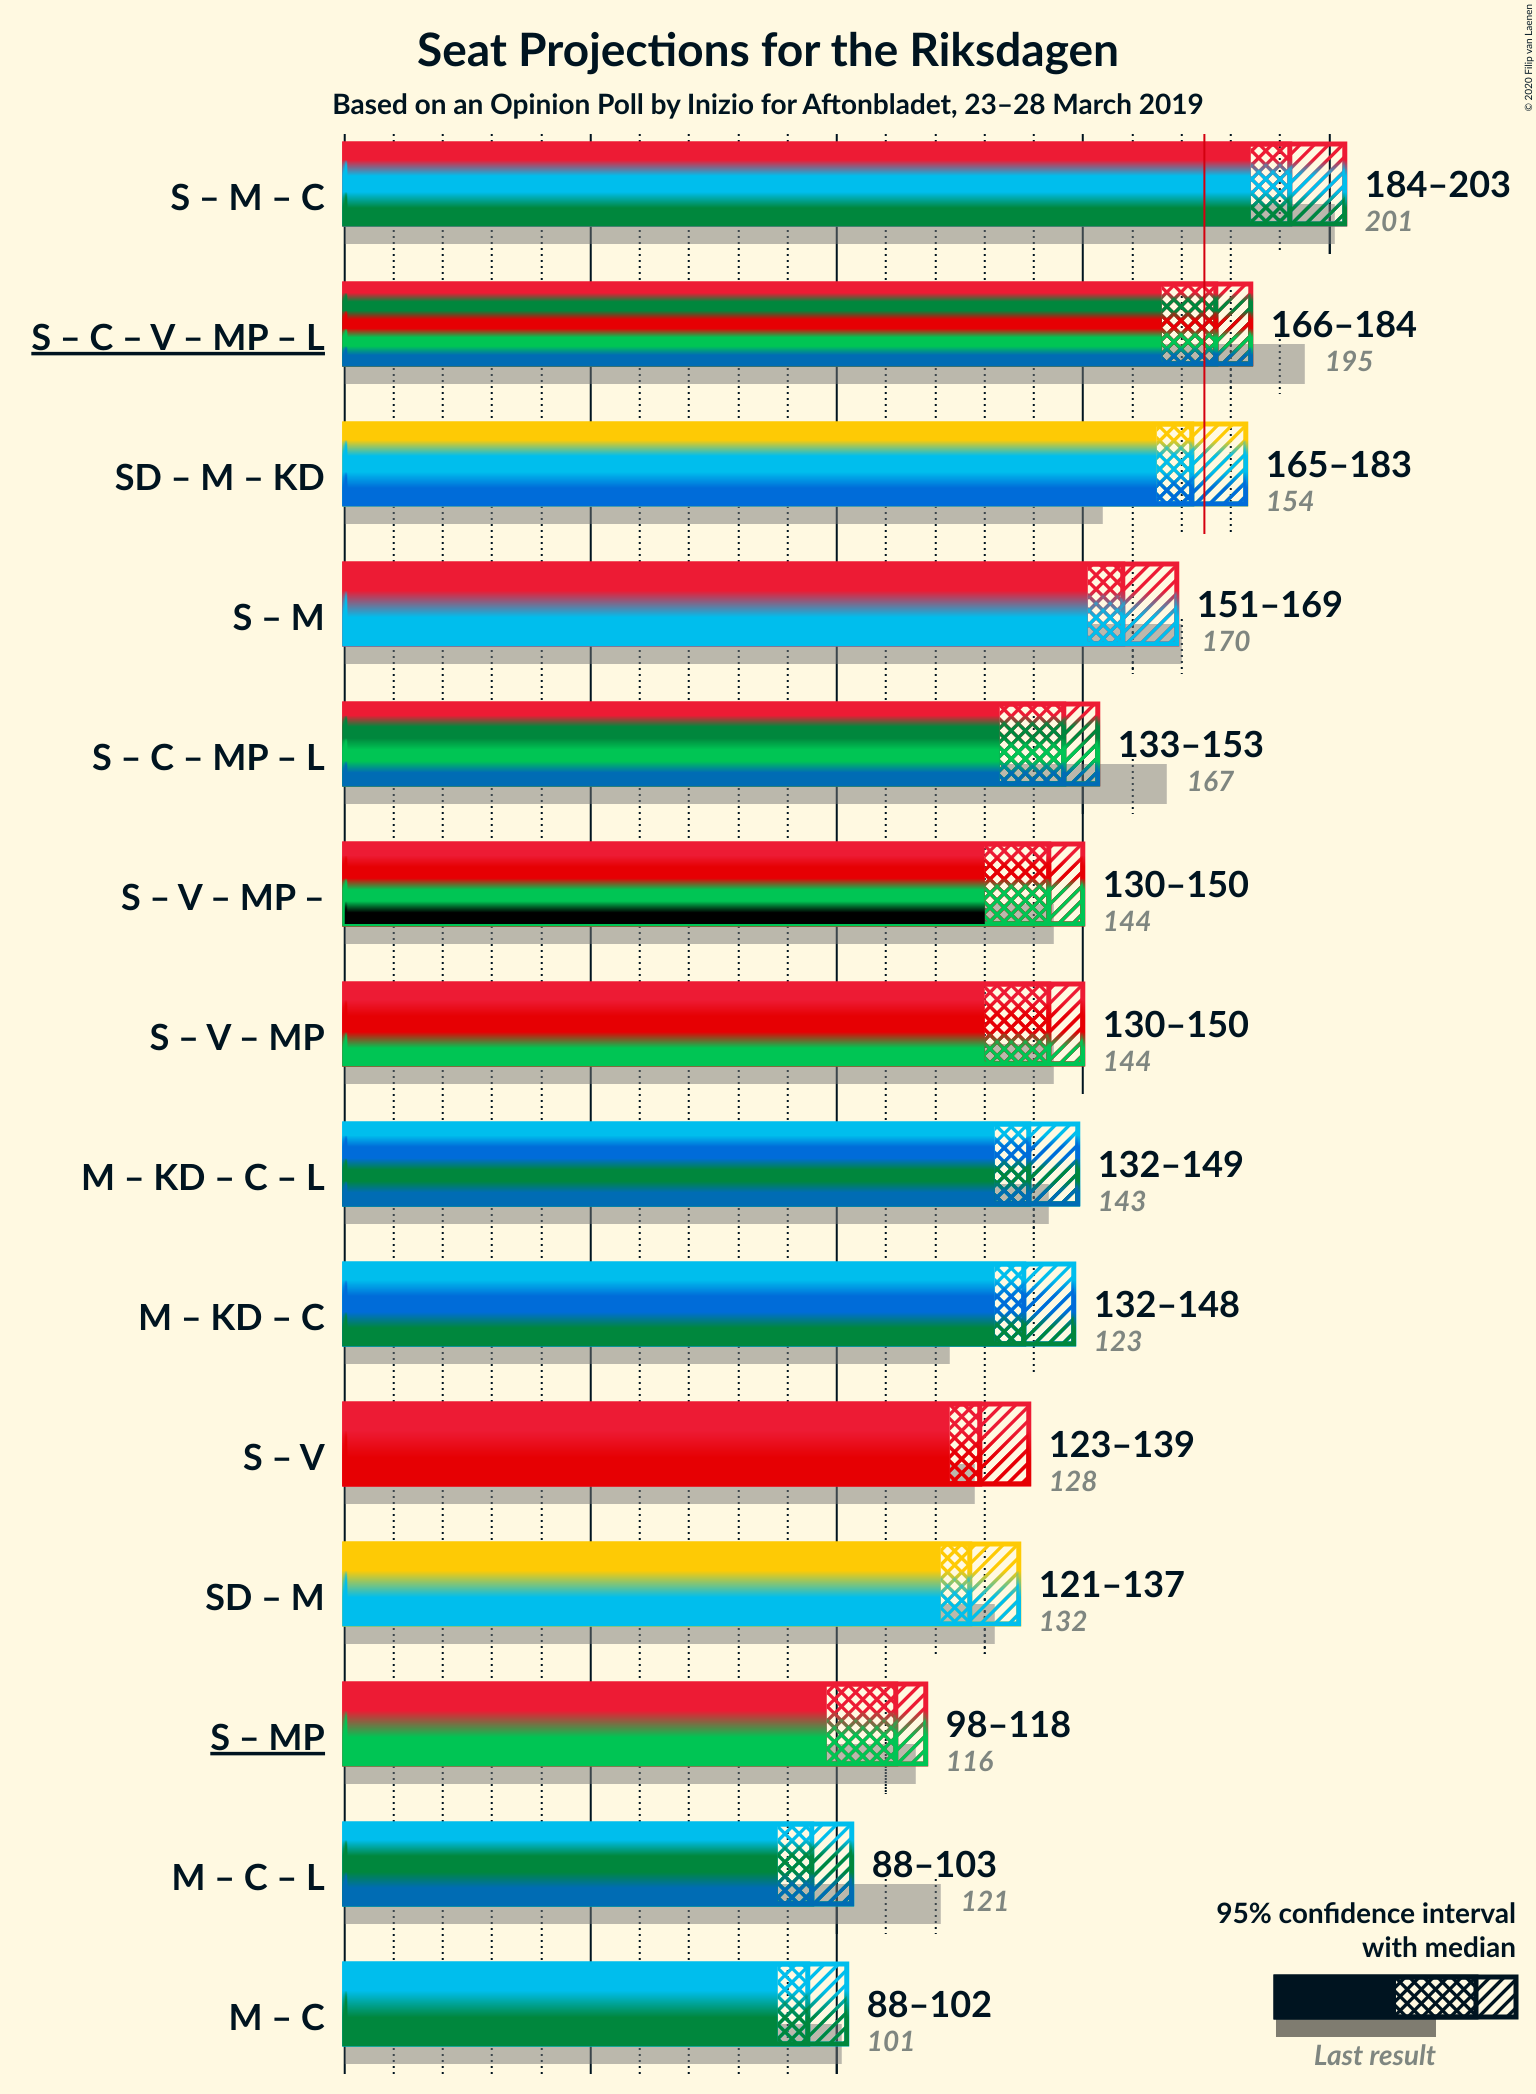 Seat Projections for the Riksdagen
Based on an Opinion Poll by Inizio for Aftonbladet, 23–28 March 2019
© 2020 Filip van Laenen
S – M – C
184–203
201
S – C – V – MP – L
166–184
195
SD – M – KD
165–183
154
S – M
151–169
170
S – C – MP – L
133–153
167
S – V – MP –
130–150
144
S – V – MP
130–150
144
M – KD – C – L
132–149
143
M – KD – C
132–148
123
S – V
123–139
128
SD – M
121–137
132
S – MP
98–118
116
M – C – L
88–103
121
M – C
88–102
101
95% confidence interval
with median
Last result